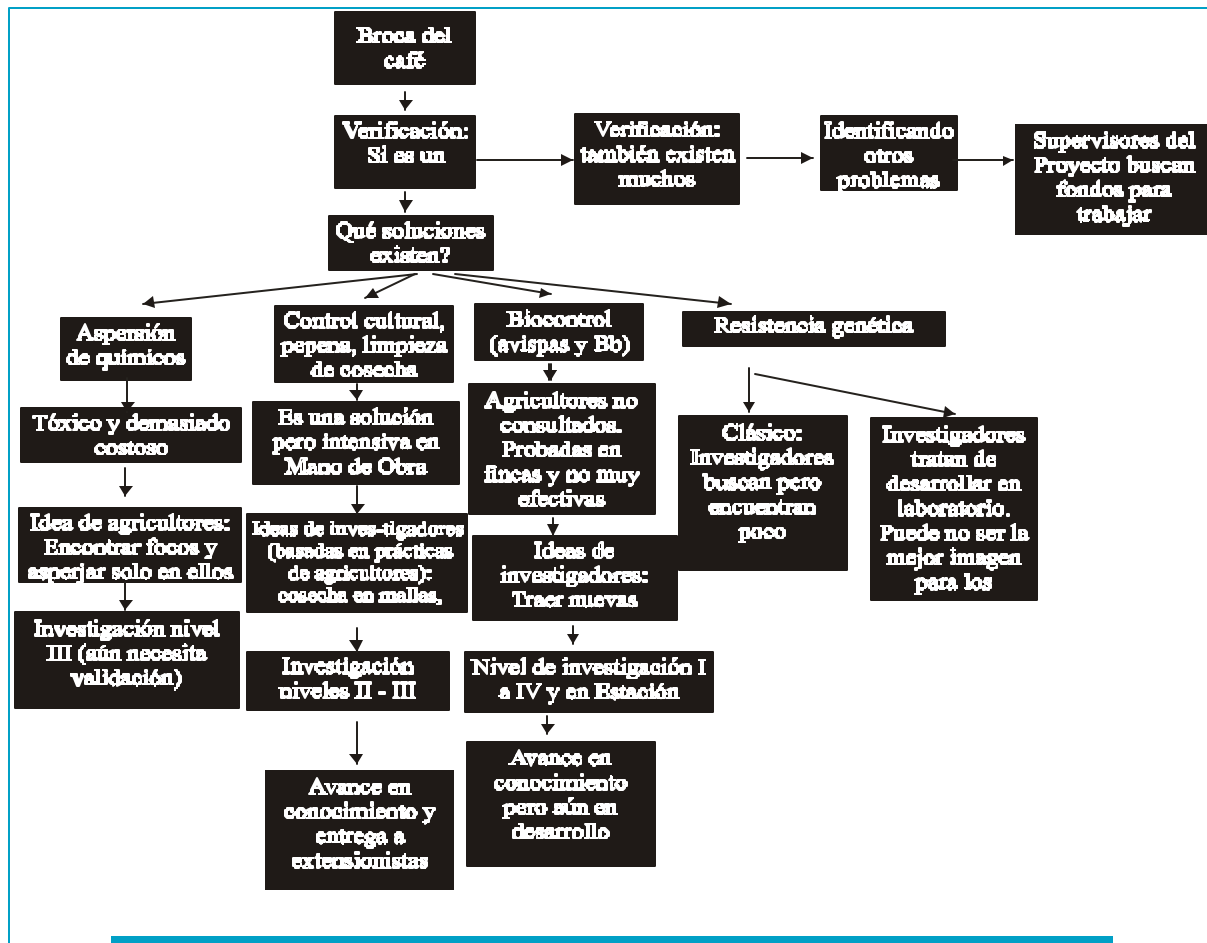 Broca del
café
Verificación:
Si es un
Verificación:
también existen
muchos
Identificando
otros
problemas
Supervisores del
Proyecto buscan
fondos para
trabajar
Qué soluciones
existen?
Aspersión
de químicos
Control cultural,
pepena, limpieza
de cosecha
Biocontrol
(avispas y Bb)
Resistencia genética
Tóxico y demasiado
costoso
Es una solución
pero intensiva en
Mano de Obra
Agricultores no
consultados.
Probadas en
fincas y no muy
efectivas
Clásico:
Investigadores
buscan pero
encuentran
poco
Investigadores
tratan de
desarrollar en
laboratorio.
Puede no ser la
mejor imagen
para los
Idea de agricultores:
Encontrar focos y
asperjar solo en ellos
Ideas de inves-tigadores
(basadas en prácticas
de agricultores):
cosecha en mallas,
Ideas de
investigadores:
Traer nuevas
Investigación nivel
III (aún necesita
validación)
Investigación
niveles II - III
Nivel de investigación I
a IV y en Estación
Avance en
conocimiento y
entrega a
extensionistas
Avance en
conocimiento
pero aún en
desarrollo